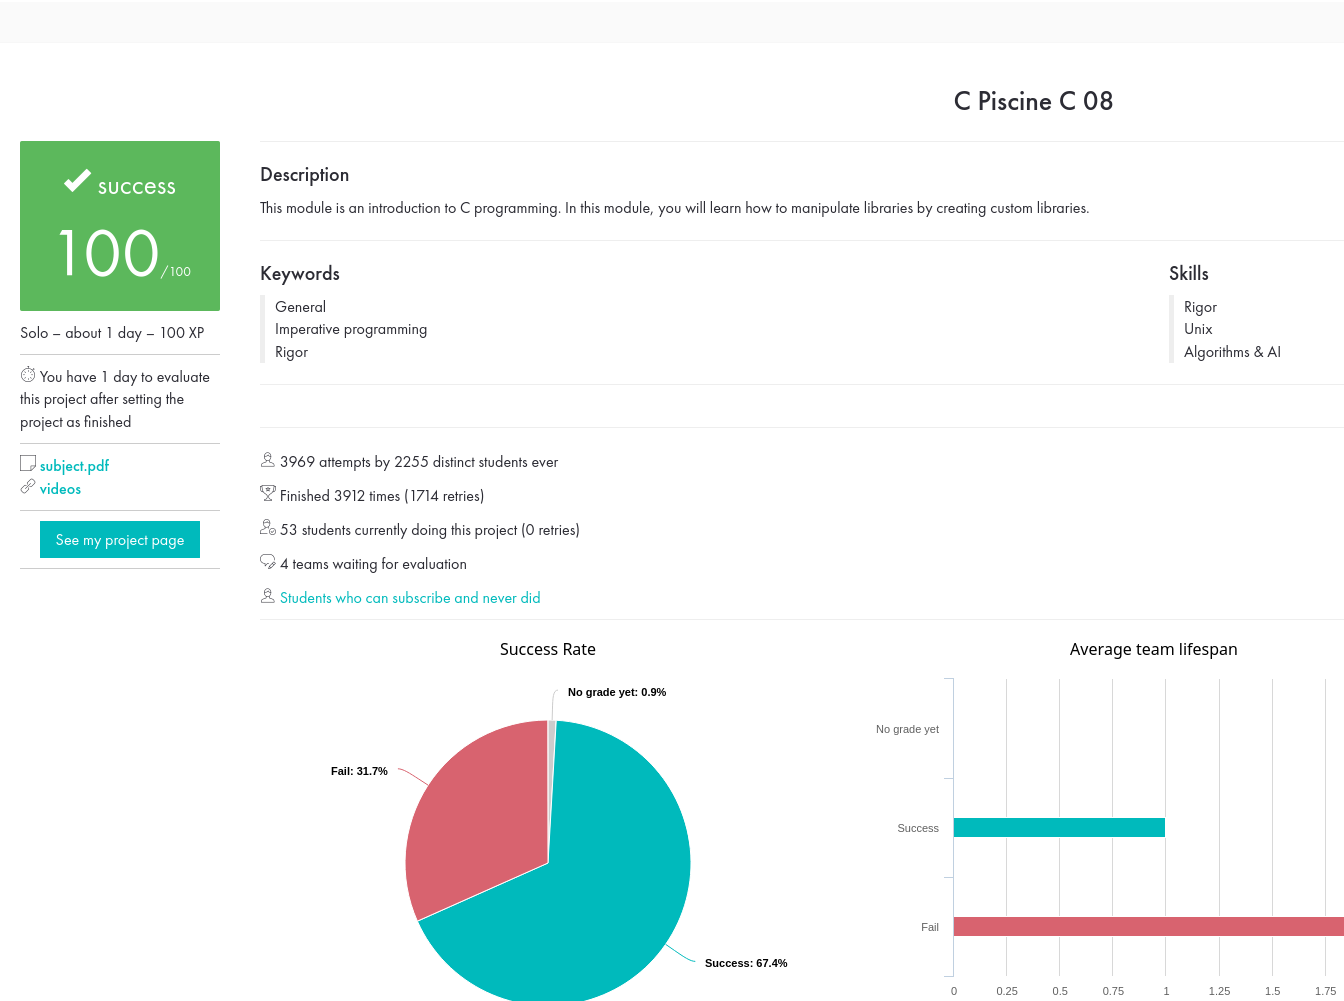 C Piscine C 08
success
100/100
Solo – about 1 day – 100 XP
You have 1 day to evaluate
this project after setting the
project as finished
subject.pdf
videos
See my project page
Description
This module is an introduction to C programming. In this module, you will learn how to manipulate libraries by creating custom libraries.
Keywords
General
Imperative programming
Rigor
Skills
Rigor
Unix
Algorithms & AI
3969 attempts by 2255 distinct students ever
Finished 3912 times (1714 retries)
53 students currently doing this project (0 retries)
4 teams waiting for evaluation
Students who can subscribe and never did
Success Rate
No grade yet: 0.9%
Fail: 31.7%
Success: 67.4%
Average team lifespan
No grade yet
Success
Fail
0 0.25 0.5 0.75 1 1.25 1.5 1.75